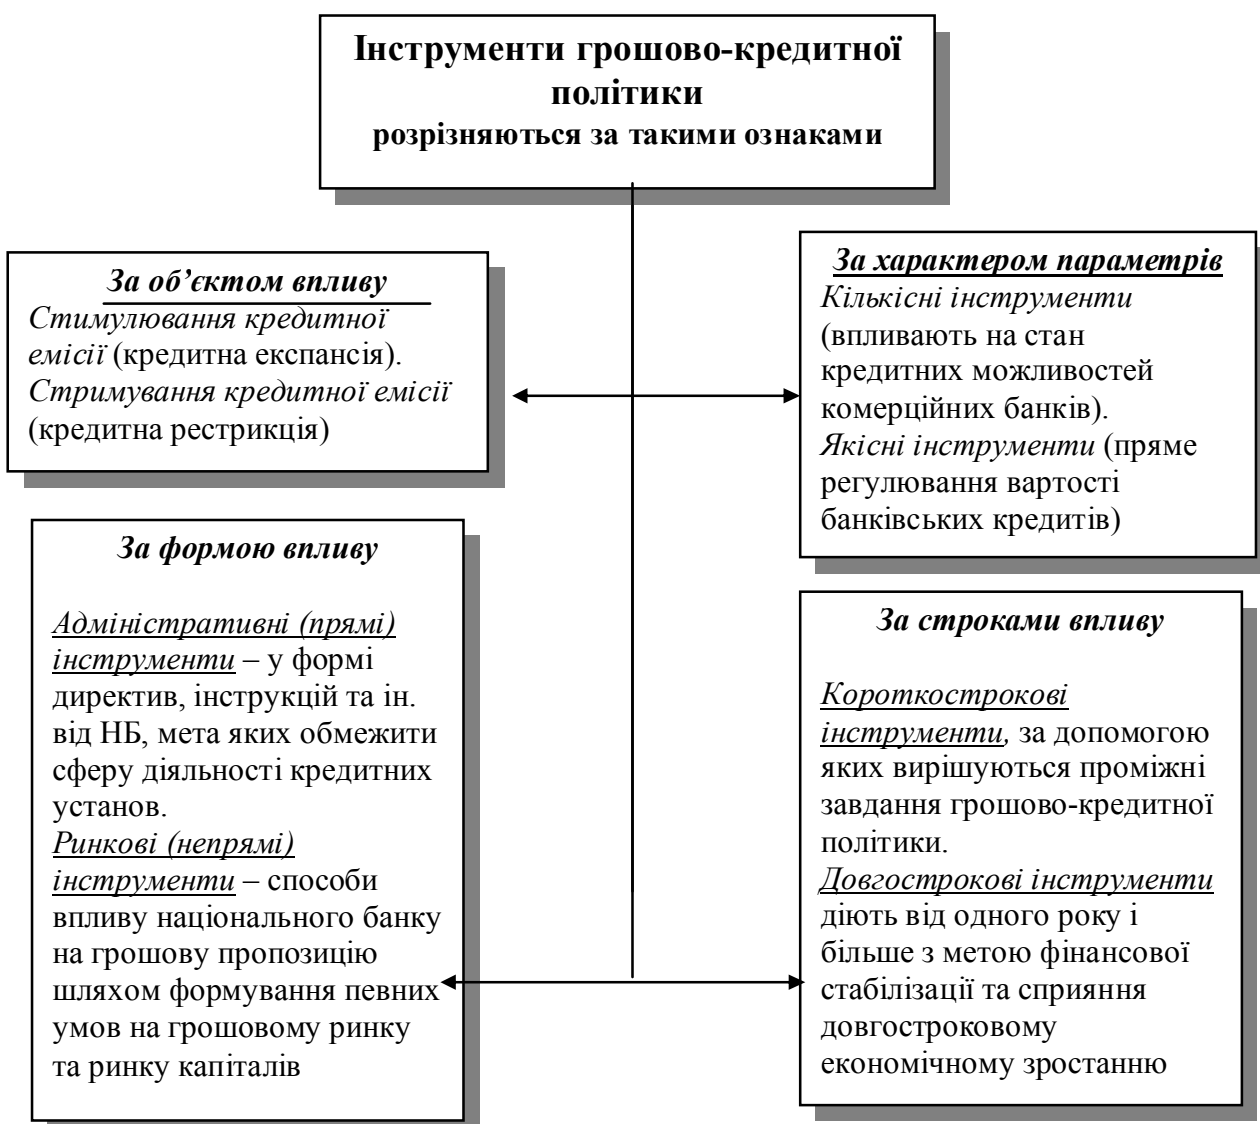 Інструменти грошово-кредитної
політики
розрізняються за такими ознаками
За об’єктом впливу
Стимулювання кредитної
емісії (кредитна експансія).
Стримування кредитної емісії
(кредитна рестрикція)
За характером параметрів
Кількісні інструменти
(впливають на стан
кредитних можливостей
комерційних банків).
Якісні інструменти (пряме
регулювання вартості
банківських кредитів)
За формою впливу
Адміністративні (прямі)
інструменти – у формі
директив, інструкцій та ін.
від НБ, мета яких обмежити
сферу діяльності кредитних
установ.
Ринкові (непрямі)
інструменти – способи
впливу національного банку
на грошову пропозицію
шляхом формування певних
умов на грошовому ринку
та ринку капіталів
За строками впливу
Короткострокові
інструменти, за допомогою
яких вирішуються проміжні
завдання грошово-кредитної
політики.
Довгострокові інструменти
діють від одного року і
більше з метою фінансової
стабілізації та сприяння
довгостроковому
економічному зростанню